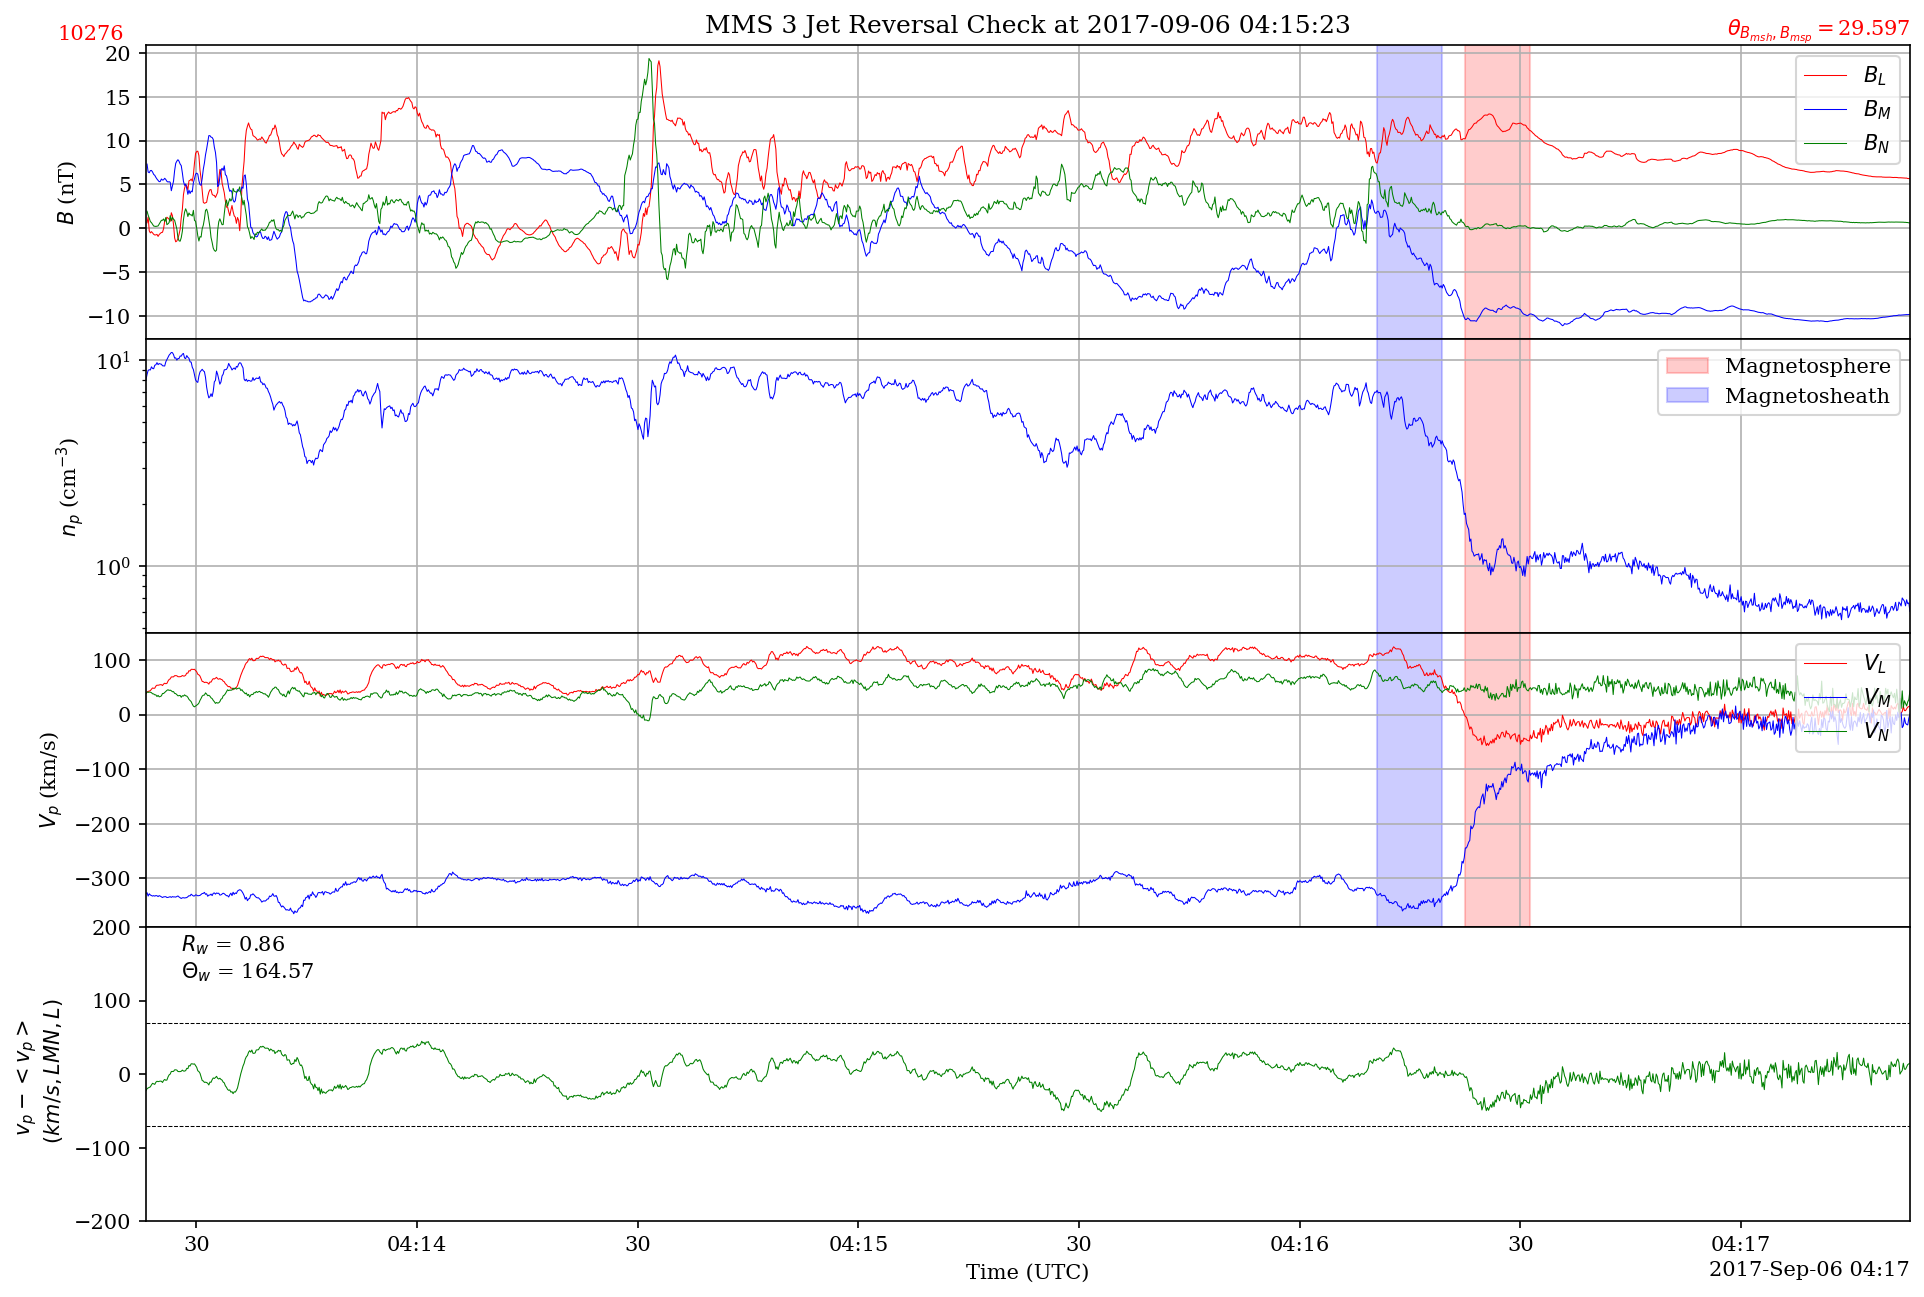 MMS 3 Jet Reversal Check at 2017-09-06 04:15:23
10276
θ_{B_{msh}, B_{msp}} = 29.597
B (nT)
20
15
10
5
0
−5
−10
B_L
B_M
B_N
n_p (cm^{−3})
10^1
10^0
Magnetosphere
Magnetosheath
V_p (km/s)
100
0
−100
−200
−300
V_L
V_M
V_N
v_p − < v_p >
(km/s, LMN, L)
200
100
0
−100
−200
R_w = 0.86
Θ_w = 164.57
30
04:14
30
04:15
30
04:16
30
04:17
Time (UTC)
2017-Sep-06 04:17